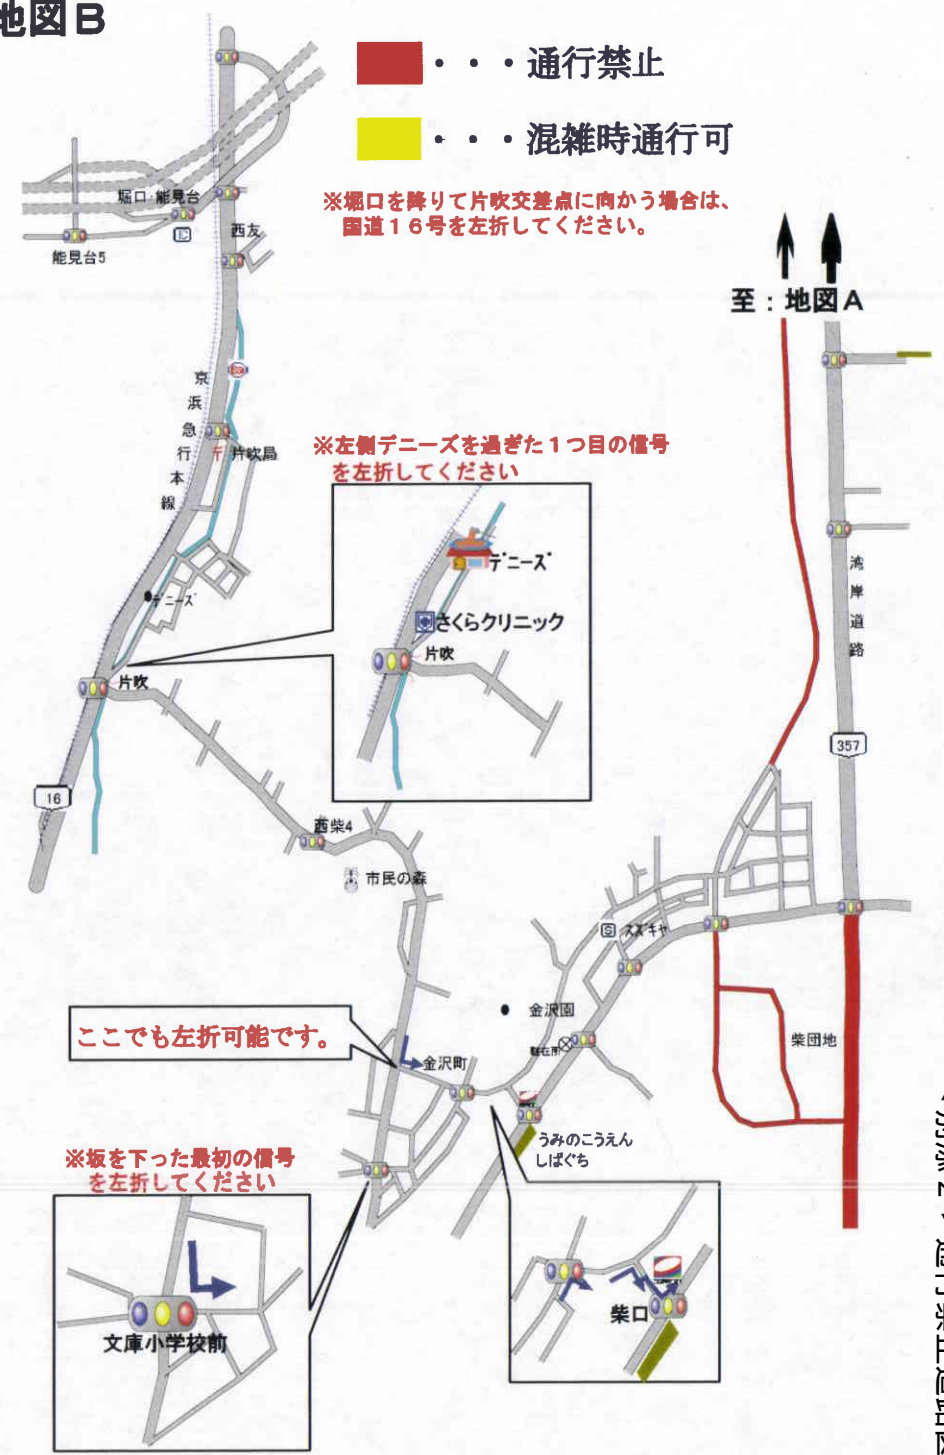 地図B
・・・通行禁止
・・・混雑時通行可
※堀口を降りて片吹交差点に向かう場合は、
国道16号を左折してください。
堀口・能見台
能見台5
西友
至：地図A
京浜急行本線
片吹局
※左側デニーズを過ぎた1つ目の信号
を左折してください
デニーズ
さくらクリニック
片吹
デニーズ
片吹
湾岸道路
357
16
西柴4
市民の森
S
スズキヤ
金沢園
柴団地
ここでも左折可能です。
金沢町
うみのこうえん
しばぐち
※坂を下った最初の信号
を左折してください
文庫小学校前
柴口